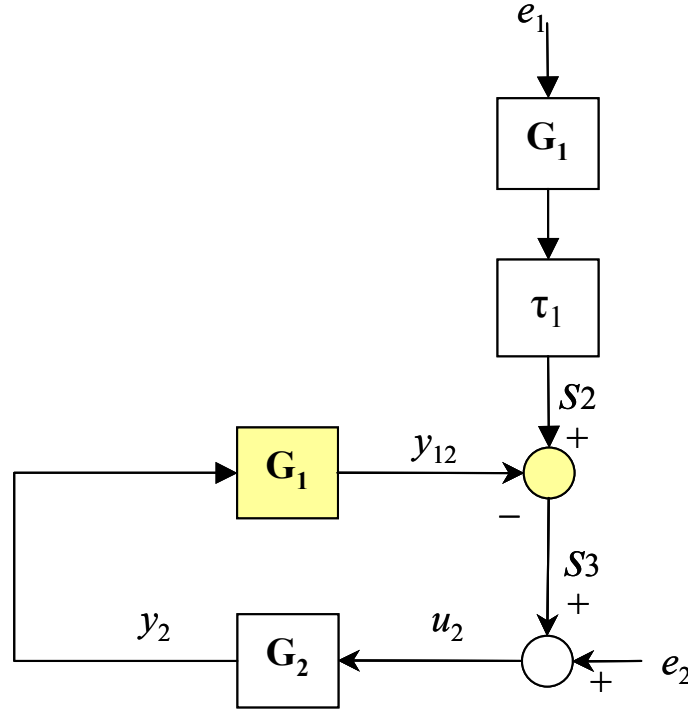 e₁
G₁
τ₁
S2
+
G₁
y₁₂
−
S3
+
y₂
G₂
u₂
+
e₂